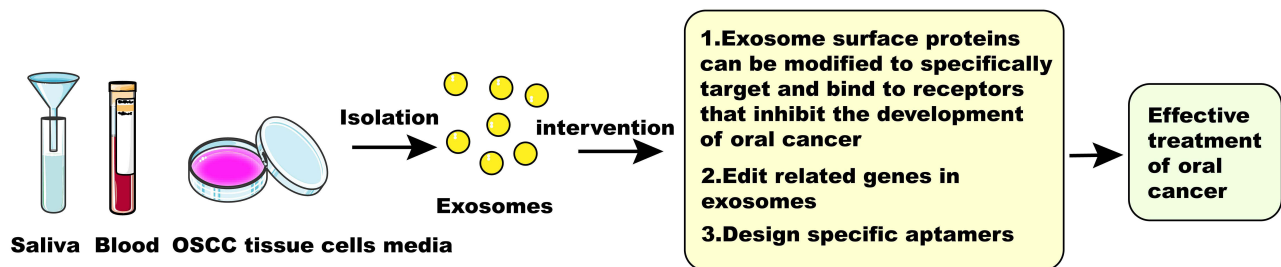 Saliva
Blood
OSCC tissue cells media
Isolation
Exosomes
intervention
1.Exosome surface proteins
can be modified to specifically
target and bind to receptors
that inhibit the development
of oral cancer
2.Edit related genes in
exosomes
3.Design specific aptamers
Effective
treatment
of oral
cancer